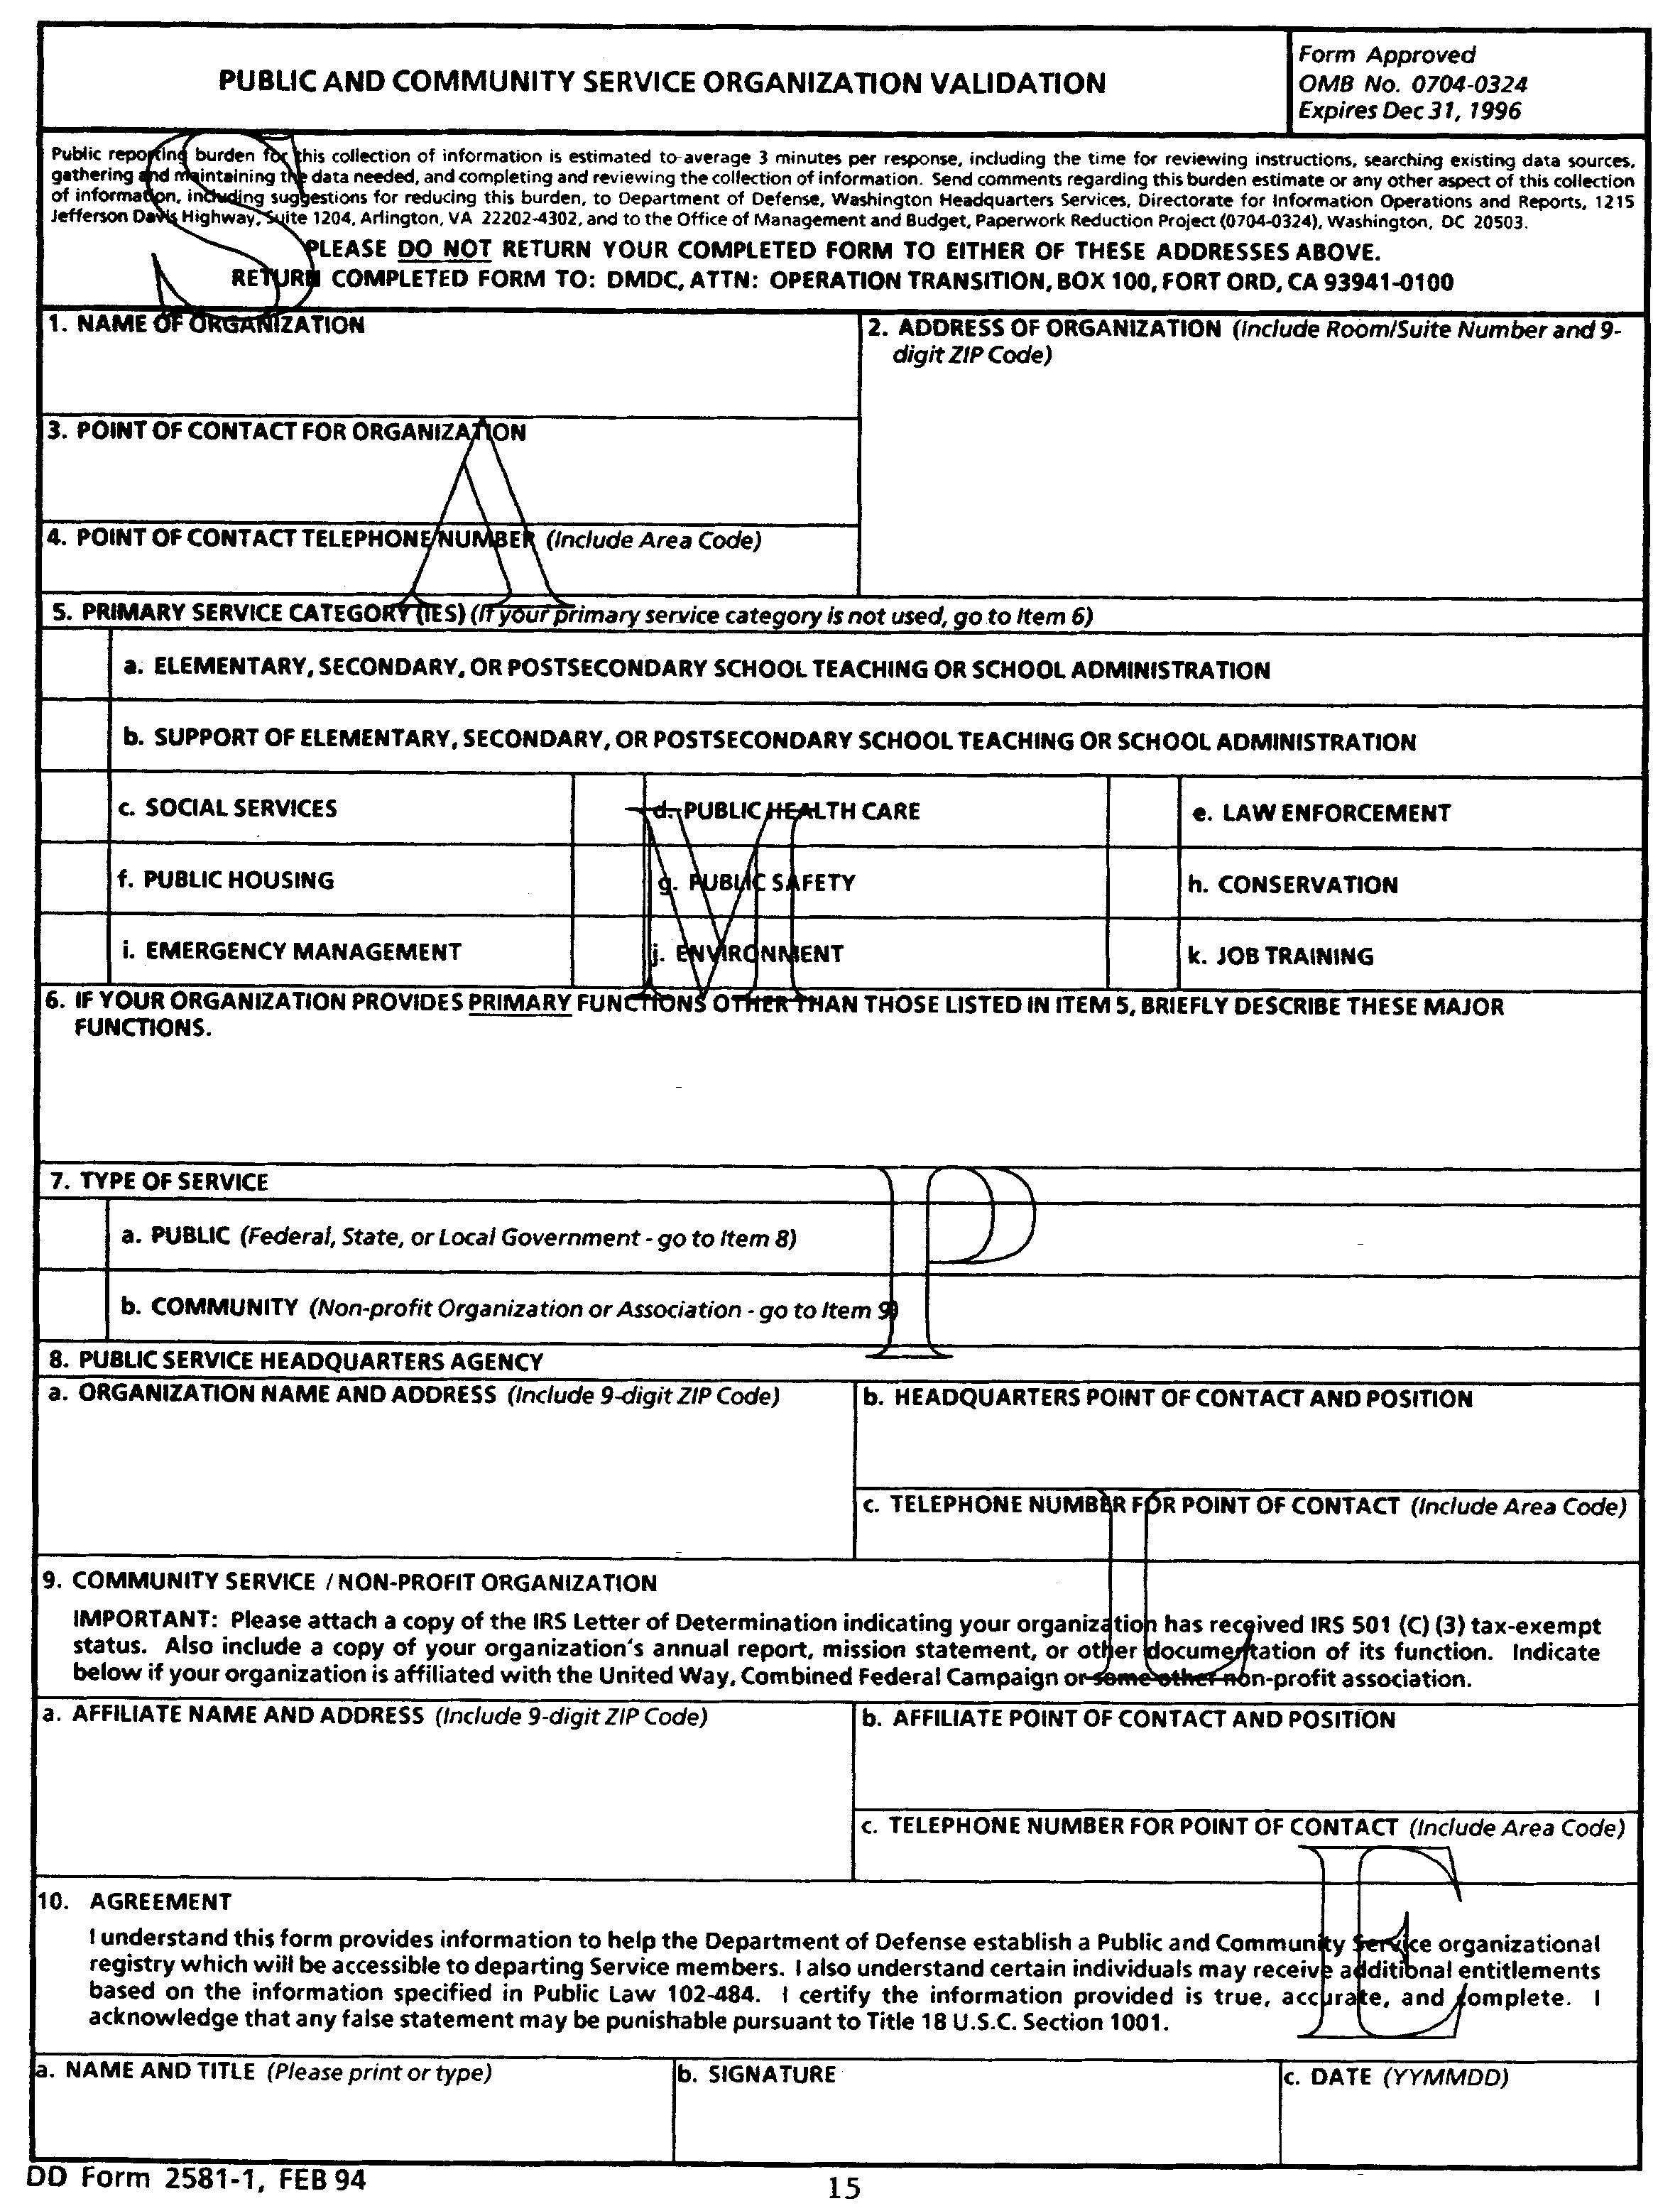 PUBLIC AND COMMUNITY SERVICE ORGANIZATION VALIDATION
Form Approved
OMB No. 0704-0324
Expires Dec 31, 1996
Public reporting burden for this collection of information is estimated to average 3 minutes per response, including the time for reviewing instructions, searching existing data sources,
gathering and maintaining the data needed, and completing and reviewing the collection of information. Send comments regarding this burden estimate or any other aspect of this collection
of information, including suggestions for reducing this burden, to Department of Defense, Washington Headquarters Services, Directorate for Information Operations and Reports, 1215
Jefferson Davis Highway, Suite 1204, Arlington, VA 22202-4302, and to the Office of Management and Budget, Paperwork Reduction Project (0704-0324), Washington, DC 20503.
PLEASE DO NOT RETURN YOUR COMPLETED FORM TO EITHER OF THESE ADDRESSES ABOVE.
RETURN COMPLETED FORM TO: DMDC, ATTN: OPERATION TRANSITION, BOX 100, FORT ORD, CA 93941-0100
1. NAME OF ORGANIZATION
2. ADDRESS OF ORGANIZATION (Include Room/Suite Number and 9-
digit ZIP Code)
3. POINT OF CONTACT FOR ORGANIZATION
4. POINT OF CONTACT TELEPHONE NUMBER (Include Area Code)
5. PRIMARY SERVICE CATEGORY (IES) (If your primary service category is not used, go to Item 6)
a. ELEMENTARY, SECONDARY, OR POSTSECONDARY SCHOOL TEACHING OR SCHOOL ADMINISTRATION
b. SUPPORT OF ELEMENTARY, SECONDARY, OR POSTSECONDARY SCHOOL TEACHING OR SCHOOL ADMINISTRATION
c. SOCIAL SERVICES
d. PUBLIC HEALTH CARE
e. LAW ENFORCEMENT
f. PUBLIC HOUSING
g. PUBLIC SAFETY
h. CONSERVATION
i. EMERGENCY MANAGEMENT
j. ENVIRONMENT
k. JOB TRAINING
6. IF YOUR ORGANIZATION PROVIDES PRIMARY FUNCTIONS OTHER THAN THOSE LISTED IN ITEM 5, BRIEFLY DESCRIBE THESE MAJOR
FUNCTIONS.
7. TYPE OF SERVICE
a. PUBLIC (Federal, State, or Local Government - go to Item 8)
b. COMMUNITY (Non-profit Organization or Association - go to Item 9)
8. PUBLIC SERVICE HEADQUARTERS AGENCY
a. ORGANIZATION NAME AND ADDRESS (Include 9-digit ZIP Code)
b. HEADQUARTERS POINT OF CONTACT AND POSITION
c. TELEPHONE NUMBER FOR POINT OF CONTACT (Include Area Code)
9. COMMUNITY SERVICE / NON-PROFIT ORGANIZATION
IMPORTANT: Please attach a copy of the IRS Letter of Determination indicating your organization has received IRS 501 (C) (3) tax-exempt
status. Also include a copy of your organization's annual report, mission statement, or other documentation of its function. Indicate
below if your organization is affiliated with the United Way, Combined Federal Campaign or some other non-profit association.
a. AFFILIATE NAME AND ADDRESS (Include 9-digit ZIP Code)
b. AFFILIATE POINT OF CONTACT AND POSITION
c. TELEPHONE NUMBER FOR POINT OF CONTACT (Include Area Code)
10. AGREEMENT
I understand this form provides information to help the Department of Defense establish a Public and Community Service organizational
registry which will be accessible to departing Service members. I also understand certain individuals may receive additional entitlements
based on the information specified in Public Law 102-484. I certify the information provided is true, accurate, and complete. I
acknowledge that any false statement may be punishable pursuant to Title 18 U.S.C. Section 1001.
a. NAME AND TITLE (Please print or type)
b. SIGNATURE
c. DATE (YYMMDD)
DD Form 2581-1, FEB 94
15
SAMPLE